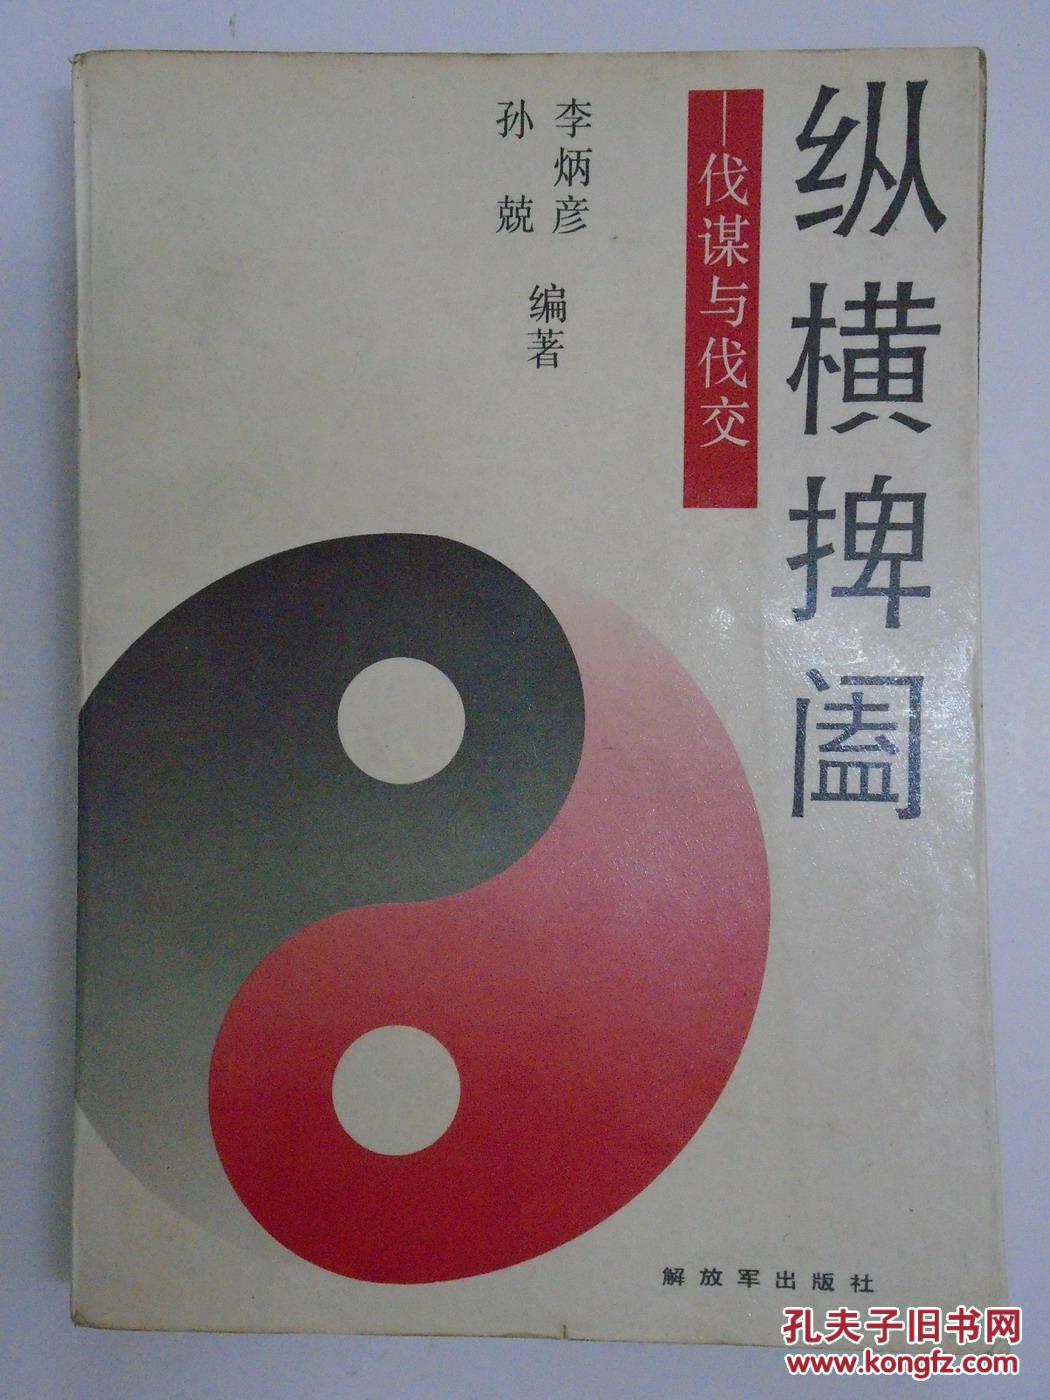 纵横捭阖
—伐谋与伐交
李炳彦
孙兢
编著
解放军出版社
孔夫子旧书网
www.kongfz.com